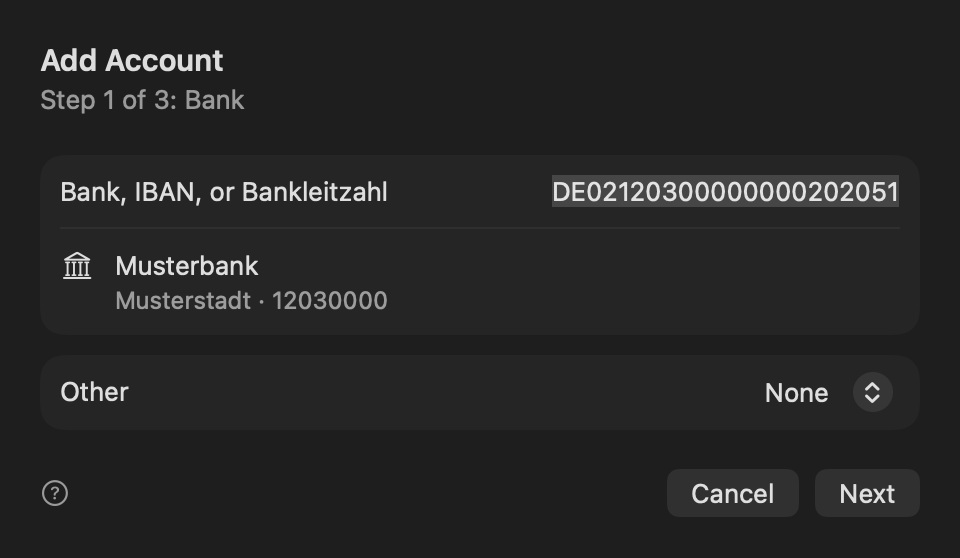 Add Account
Step 1 of 3: Bank
Bank, IBAN, or Bankleitzahl DE02120300000000202051
Musterbank
Musterstadt · 12030000
Other None
? Cancel Next